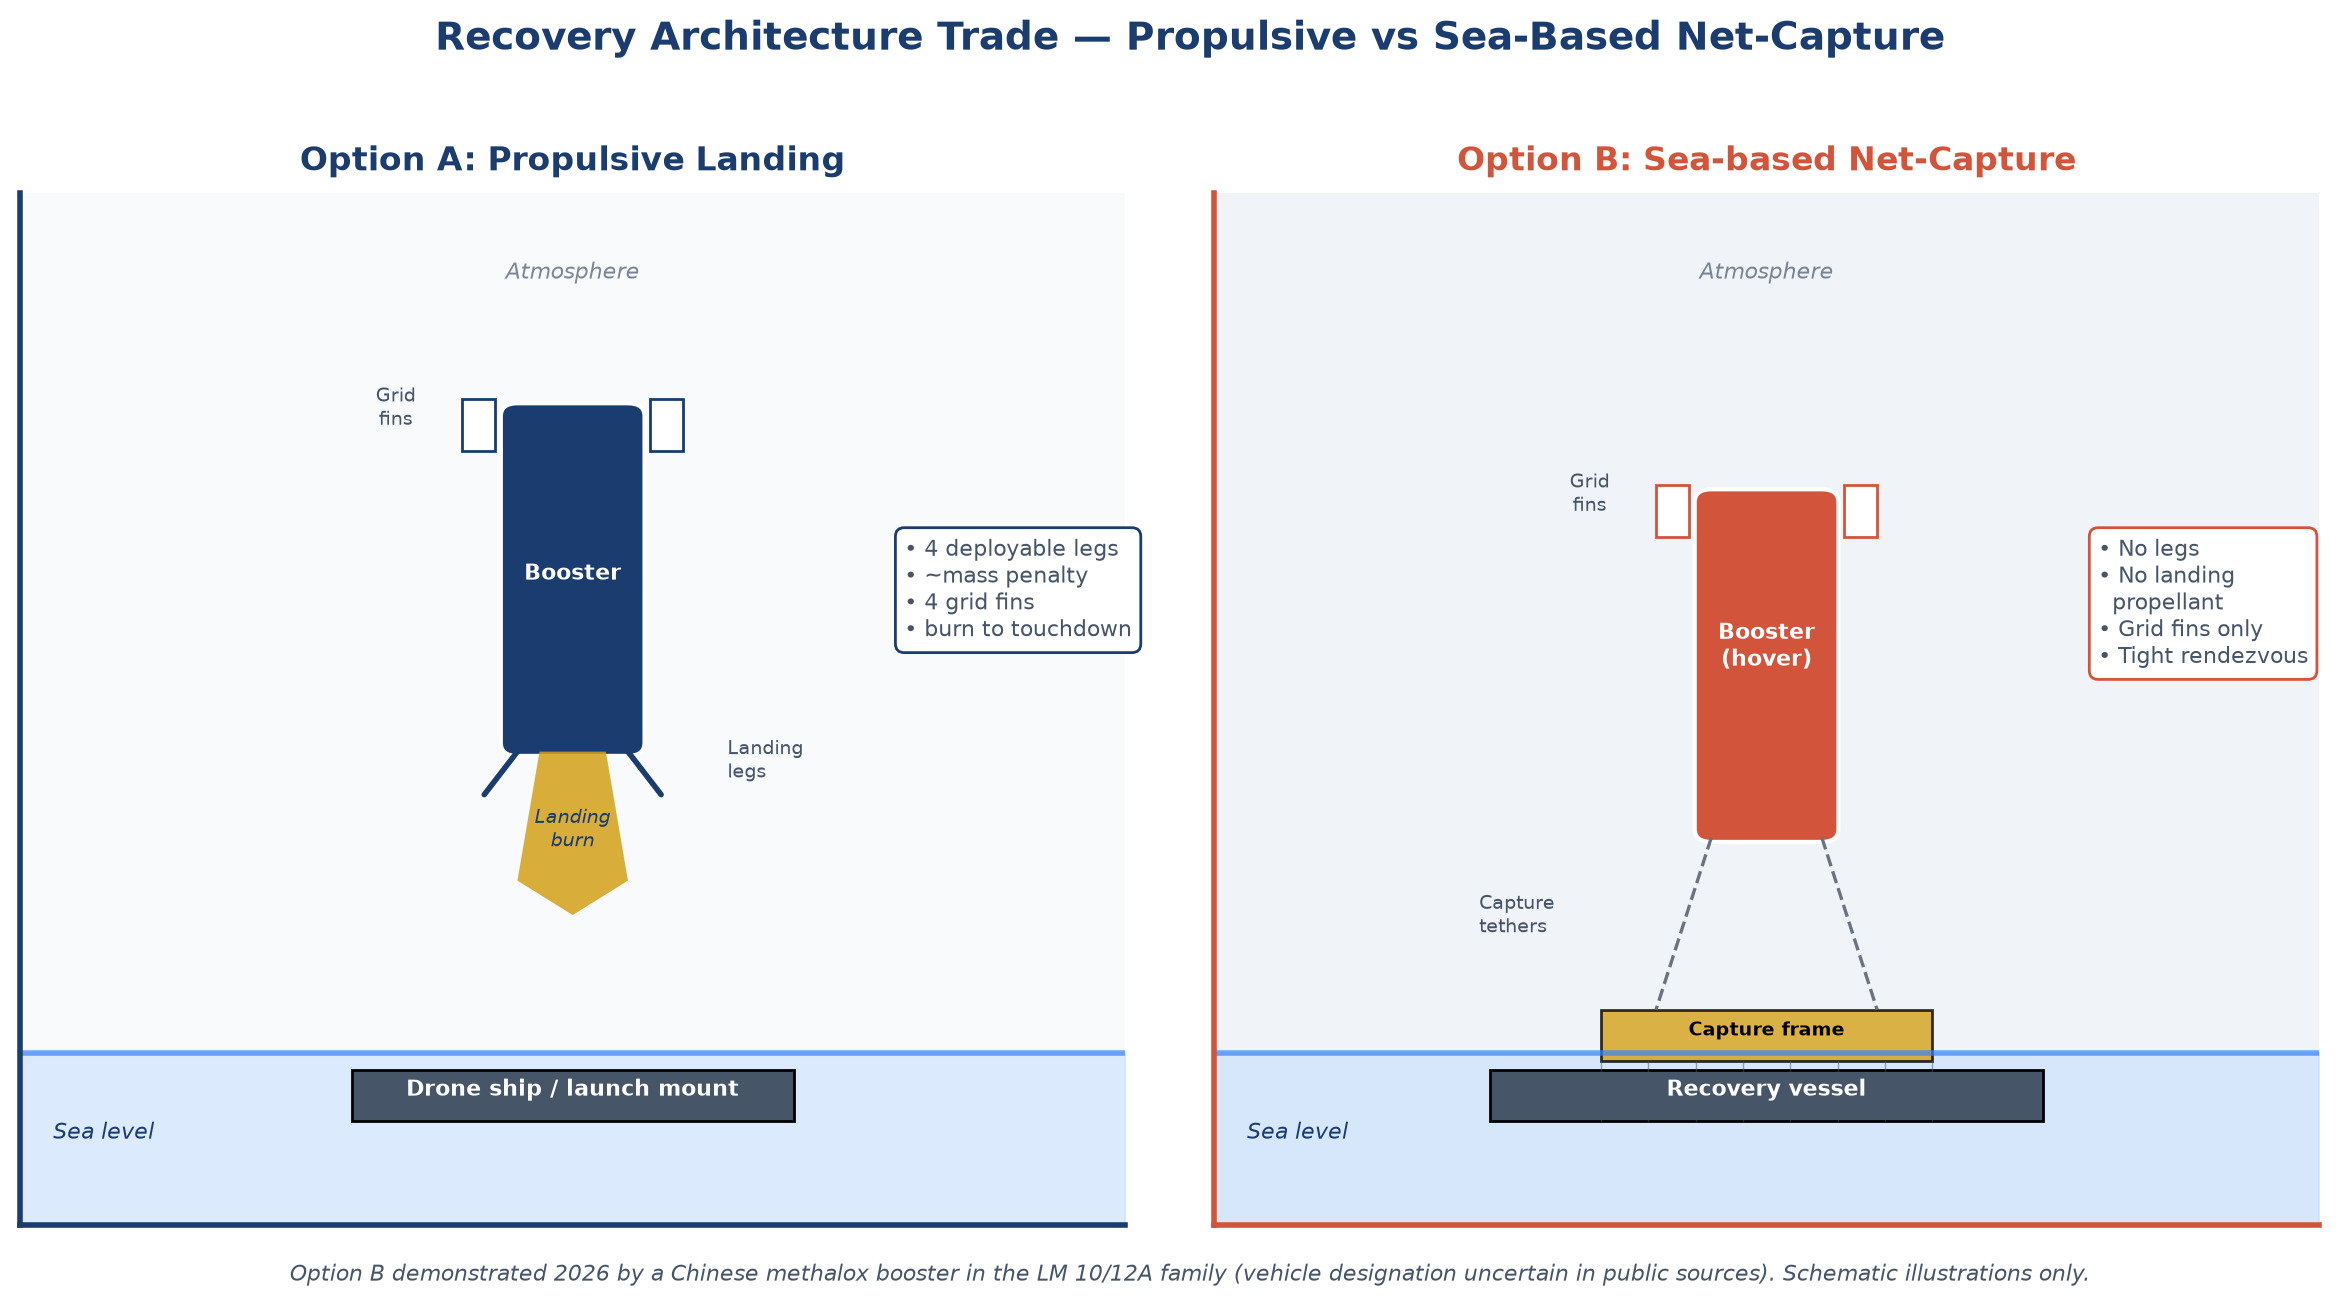 Recovery Architecture Trade — Propulsive vs Sea-Based Net-Capture
Option A: Propulsive Landing
Atmosphere
Grid
fins
Booster
• 4 deployable legs
• ~mass penalty
• 4 grid fins
• burn to touchdown
Landing
legs
Landing
burn
Drone ship / launch mount
Sea level
Option B: Sea-based Net-Capture
Atmosphere
Grid
fins
Booster
(hover)
• No legs
• No landing
propellant
• Grid fins only
• Tight rendezvous
Capture
tethers
Capture frame
Recovery vessel
Sea level
Option B demonstrated 2026 by a Chinese methalox booster in the LM 10/12A family (vehicle designation uncertain in public sources). Schematic illustrations only.